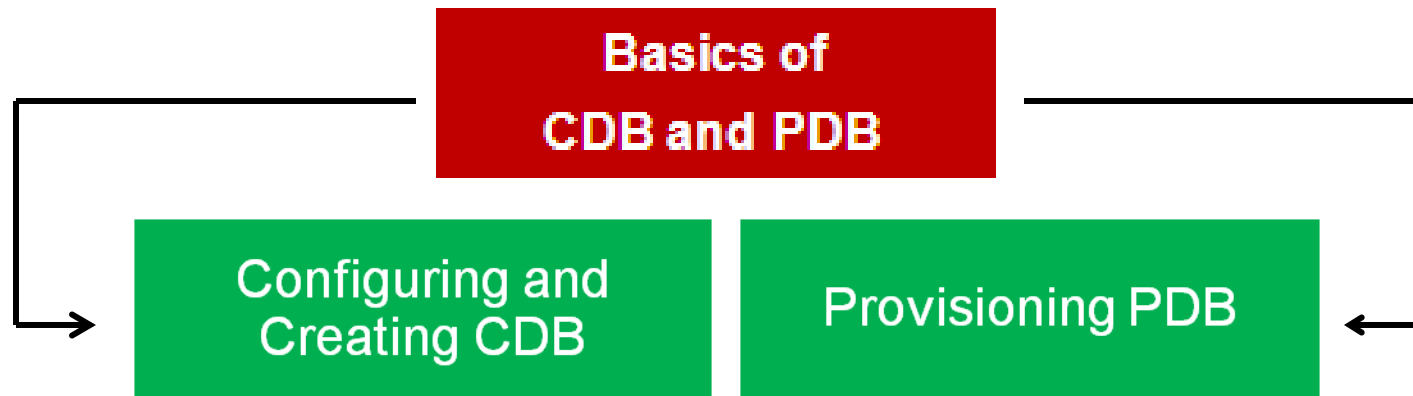 Basics of
CDB and PDB
Configuring and
Creating CDB
Provisioning PDB